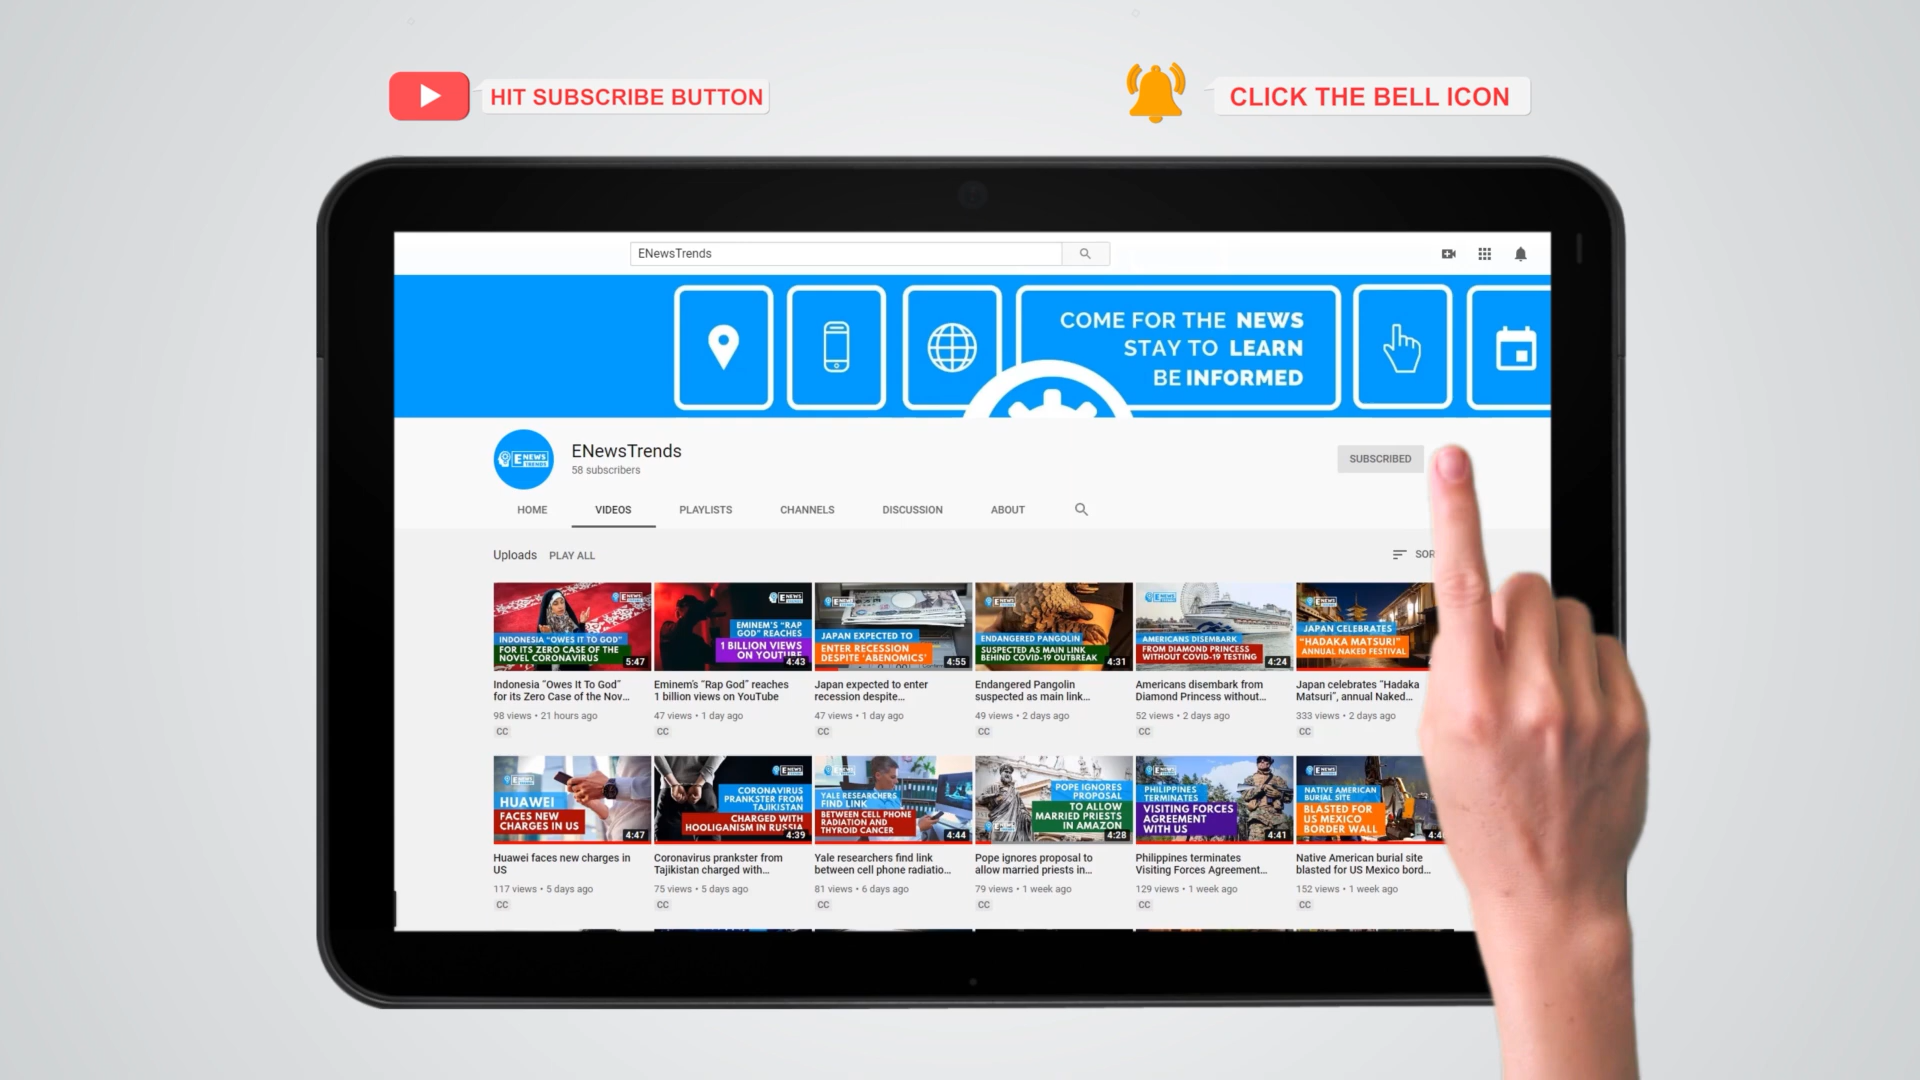 HIT SUBSCRIBE BUTTON
CLICK THE BELL ICON
ENewsTrends
COME FOR THE NEWS
STAY TO LEARN
BE INFORMED
E NEWS
TRENDS
ENewsTrends
58 subscribers
SUBSCRIBED
HOME VIDEOS PLAYLISTS CHANNELS DISCUSSION ABOUT
Uploads PLAY ALL
SOR
INDONESIA "OWES IT TO GOD"
FOR ITS ZERO CASE OF THE
NOVEL CORONAVIRUS
5:47
EMINEM'S "RAP
GOD" REACHES
1 BILLION VIEWS
ON YOUTUBE
4:43
JAPAN EXPECTED TO
ENTER RECESSION
DESPITE 'ABENOMICS'
4:55
ENDANGERED PANGOLIN
SUSPECTED AS MAIN LINK
BEHIND COVID-19 OUTBREAK
4:31
AMERICANS DISEMBARK
FROM DIAMOND PRINCESS
WITHOUT COVID-19 TESTING
4:24
JAPAN CELEBRATES
"HADAKA MATSURI"
ANNUAL NAKED FESTIVAL
Indonesia "Owes It To God"
for its Zero Case of the Nov...
98 views • 21 hours ago
CC
Eminem's "Rap God" reaches
1 billion views on YouTube
47 views • 1 day ago
CC
Japan expected to enter
recession despite...
47 views • 1 day ago
CC
Endangered Pangolin
suspected as main link...
49 views • 2 days ago
CC
Americans disembark from
Diamond Princess without...
52 views • 2 days ago
CC
Japan celebrates "Hadaka
Matsuri", annual Naked...
333 views • 2 days ago
CC
HUAWEI
FACES NEW
CHARGES IN US
4:47
CORONAVIRUS
PRANKSTER FROM
TAJIKISTAN
CHARGED WITH
HOOLIGANISM IN RUSSIA
4:39
YALE RESEARCHERS
FIND LINK
BETWEEN CELL PHONE
RADIATION AND
THYROID CANCER
4:44
POPE IGNORES
PROPOSAL
TO ALLOW
MARRIED PRIESTS
IN AMAZON
4:28
PHILIPPINES
TERMINATES
VISITING FORCES
AGREEMENT
WITH US
4:41
NATIVE AMERICAN
BURIAL SITE
BLASTED FOR
US MEXICO
BORDER WALL
Huawei faces new charges in
US
117 views • 5 days ago
CC
Coronavirus prankster from
Tajikistan charged with...
75 views • 5 days ago
CC
Yale researchers find link
between cell phone radiatio...
81 views • 6 days ago
CC
Pope ignores proposal to
allow married priests in...
79 views • 1 week ago
CC
Philippines terminates
Visiting Forces Agreement...
129 views • 1 week ago
CC
Native American burial site
blasted for US Mexico bord...
152 views • 1 week ago
CC